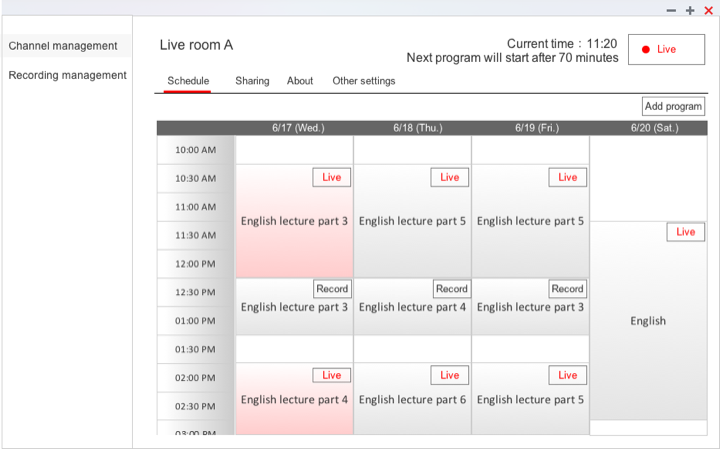 Channel management
Recording management
Live room A
Current time : 11:20
Next program will start after 70 minutes
Live
Schedule
Sharing
About
Other settings
Add program
6/17 (Wed.)
6/18 (Thu.)
6/19 (Fri.)
6/20 (Sat.)
10:00 AM
10:30 AM
Live
Live
Live
11:00 AM
English lecture part 3
English lecture part 5
English lecture part 5
11:30 AM
Live
12:00 PM
12:30 PM
Record
Record
Record
English lecture part 3
English lecture part 4
English lecture part 3
01:00 PM
English
01:30 PM
02:00 PM
Live
Live
Live
English lecture part 4
English lecture part 6
English lecture part 5
02:30 PM
03:00 PM